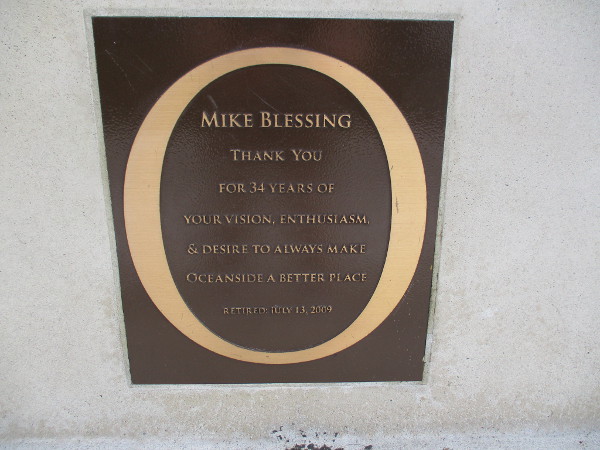 MIKE BLESSING
THANK YOU
FOR 34 YEARS OF
YOUR VISION, ENTHUSIASM,
& DESIRE TO ALWAYS MAKE
OCEANSIDE A BETTER PLACE
RETIRED: JULY 13, 2009